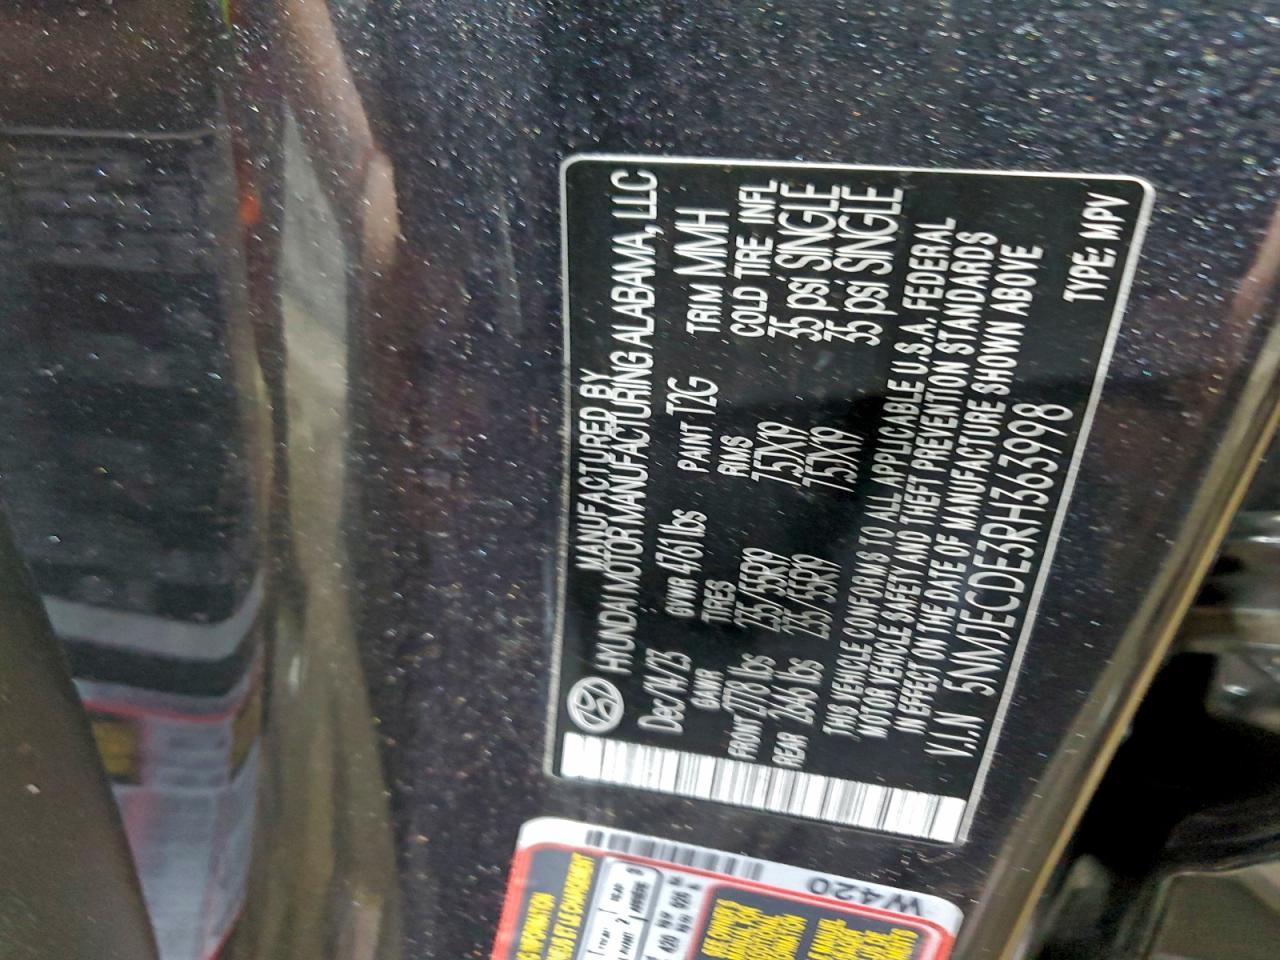 MANUFACTURED BY
HYUNDAI MOTOR MANUFACTURING ALABAMA, LLC
Dec/14/23 GVWR 4761 lbs PAINT T2G TRIM MMH
GAWR TIRES RIMS COLD TIRE INFL
FRONT 2778 lbs 235/55R19 7.5JX19 35 psi SINGLE
REAR 2646 lbs 235/55R19 7.5JX19 35 psi SINGLE
THIS VEHICLE CONFORMS TO ALL APPLICABLE U.S.A. FEDERAL
MOTOR VEHICLE SAFETY AND THEFT PREVENTION STANDARDS
IN EFFECT ON THE DATE OF MANUFACTURE SHOWN ABOVE
V.I.N 5NMJECDE3RH363998 TYPE: MPV
W420